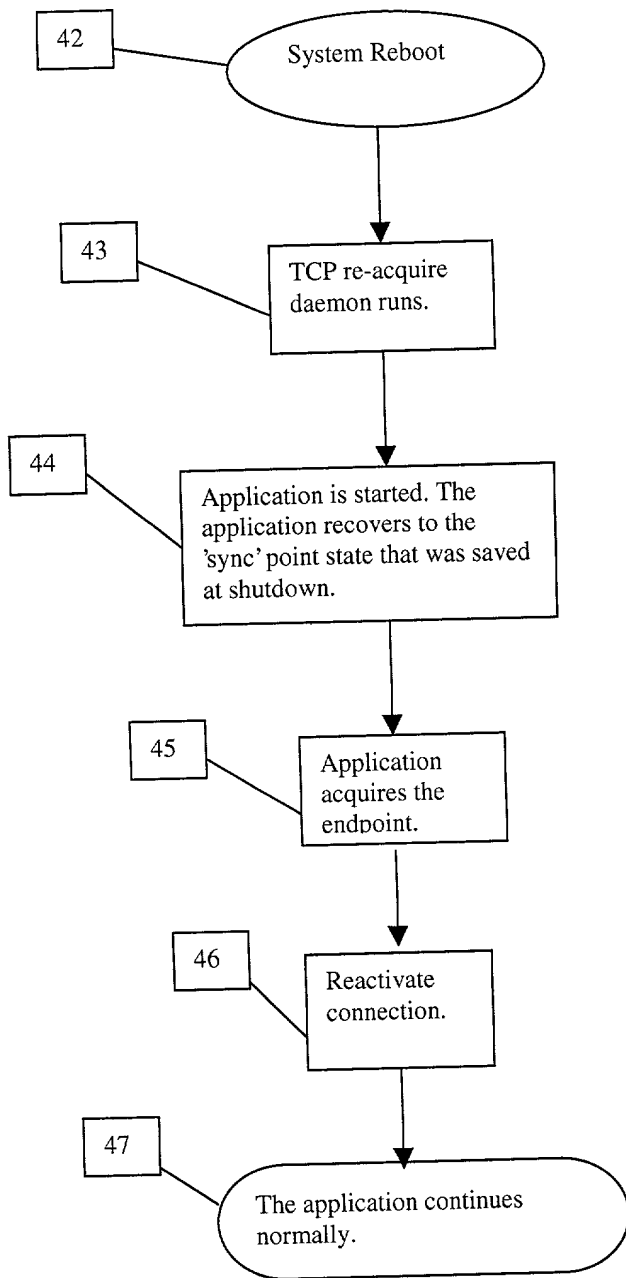 42
System Reboot
43
TCP re-acquire
daemon runs.
44
Application is started. The
application recovers to the
'sync' point state that was saved
at shutdown.
45
Application
acquires the
endpoint.
46
Reactivate
connection.
47
The application continues
normally.